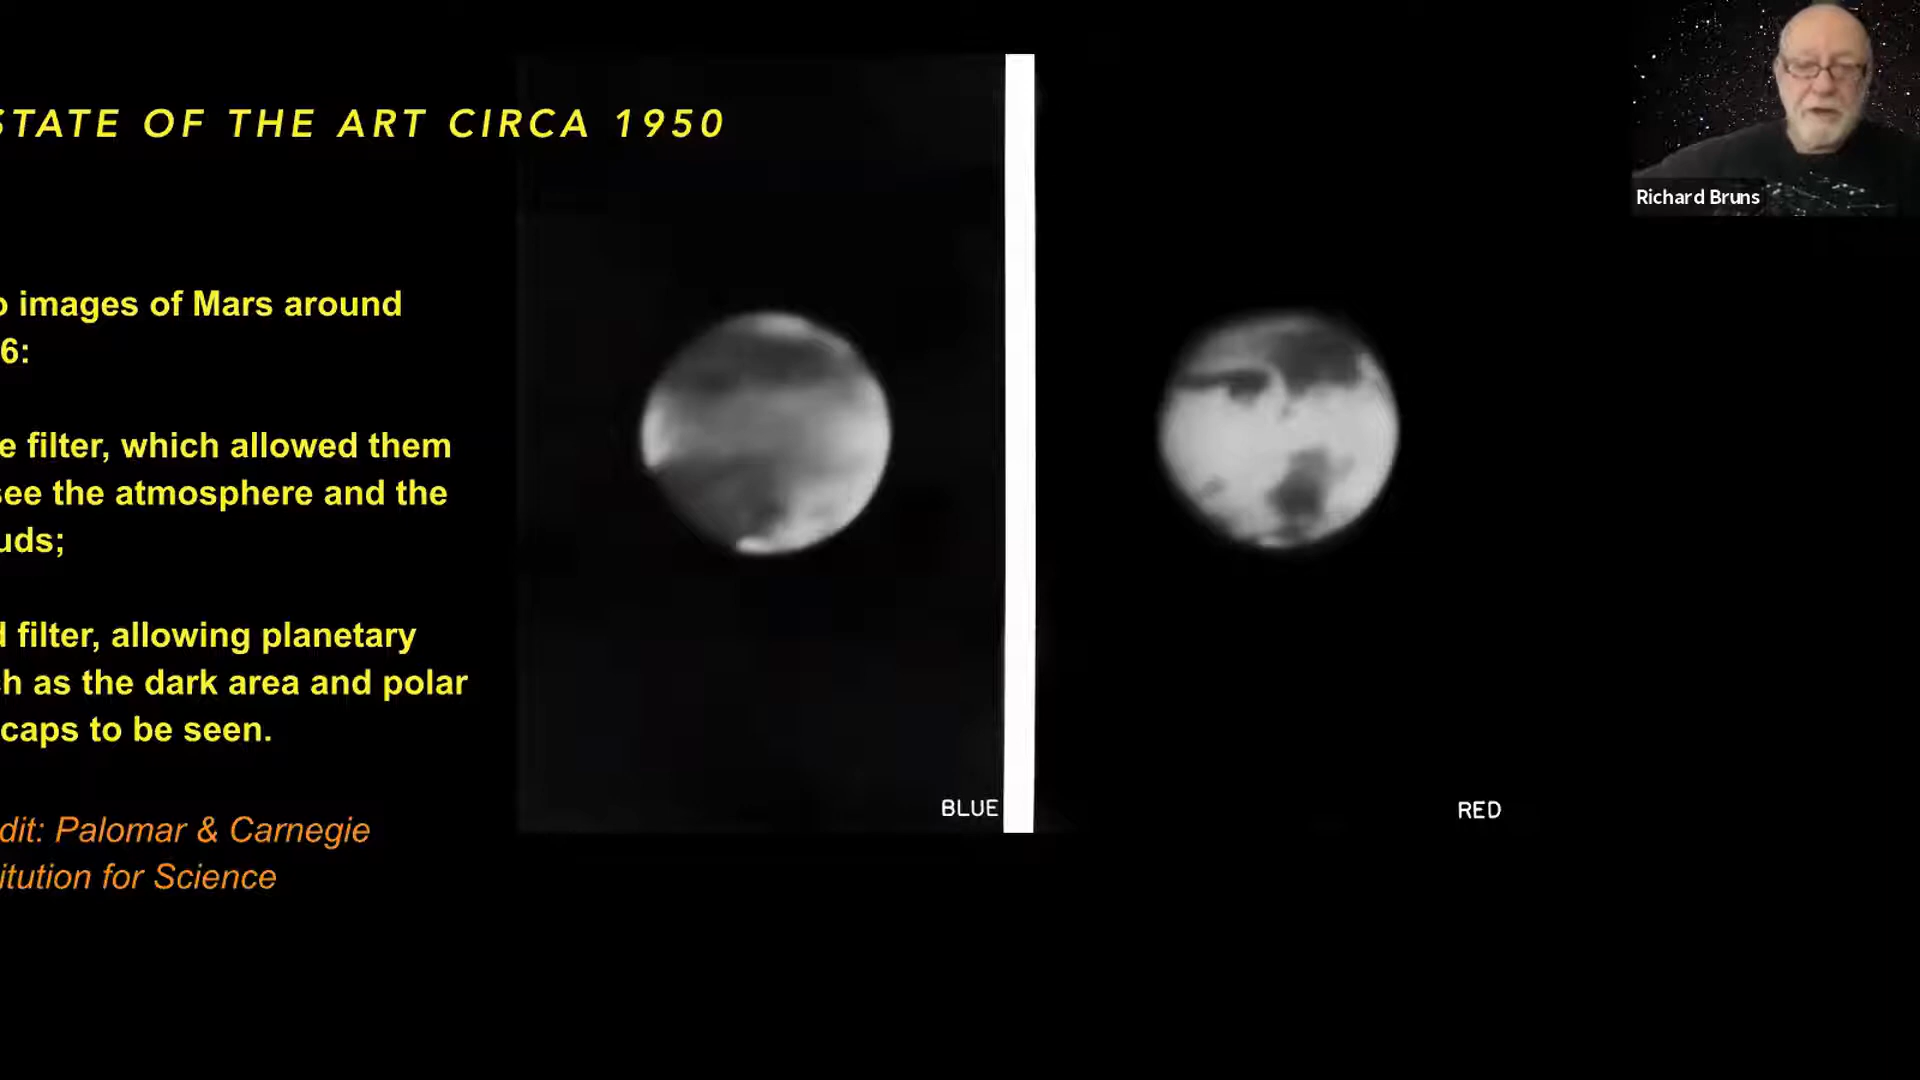 STATE OF THE ART CIRCA 1950
images of Mars around
6:
filter, which allowed them
see the atmosphere and the
uds;
filter, allowing planetary
h as the dark area and polar
caps to be seen.
dit: Palomar & Carnegie
itution for Science
BLUE
RED
Richard Bruns